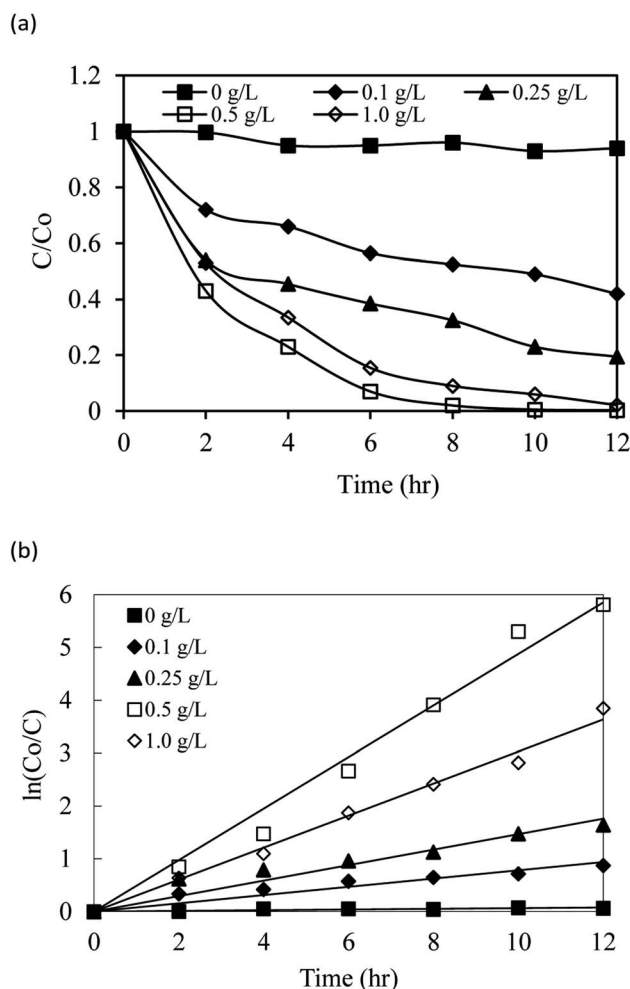 (a)
1.2
0 g/L 0.1 g/L 0.25 g/L
0.5 g/L 1.0 g/L
1
0.8
0.6
0.4
0.2
0
C/Co
0 2 4 6 8 10 12
Time (hr)
(b)
6
5
4
3
2
1
0
ln(Co/C)
0 g/L
0.1 g/L
0.25 g/L
0.5 g/L
1.0 g/L
0 2 4 6 8 10 12
Time (hr)